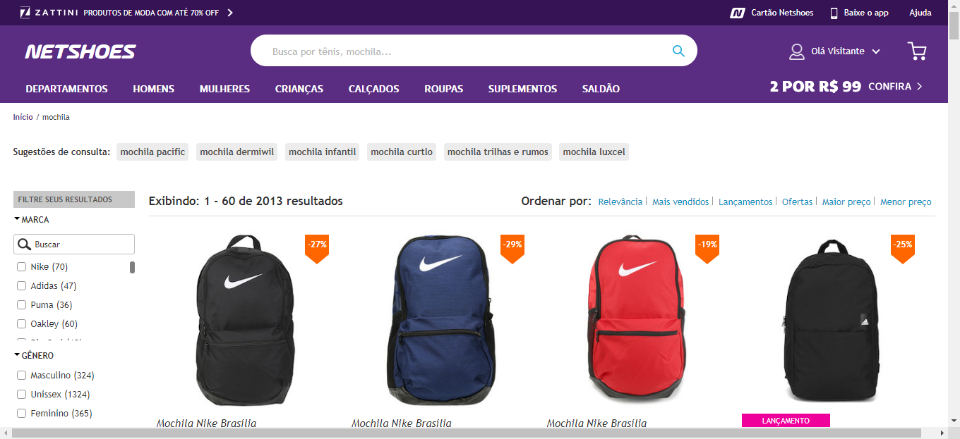 ZATTINI PRODUTOS DE MODA COM ATÉ 70% OFF
Cartão Netshoes Baixe o app Ajuda
NETSHOES
Busca por tênis, mochila...
Olá Visitante
DEPARTAMENTOS HOMENS MULHERES CRIANÇAS CALÇADOS ROUPAS SUPLEMENTOS SALDÃO
2 POR R$ 99 CONFIRA
Início / mochila
Sugestões de consulta: mochila pacific mochila dermiwil mochila infantil mochila curtlo mochila trilhas e rumos mochila luxcel
FILTRE SEUS RESULTADOS
Exibindo: 1 - 60 de 2013 resultados
Ordenar por: Relevância Mais vendidos Lançamentos Ofertas Maior preço Menor preço
MARCA
Buscar
Nike (70)
Adidas (47)
Puma (36)
Oakley (60)
GÊNERO
Masculino (324)
Unissex (1324)
Feminino (365)
-27%
-29%
-19%
-25%
Mochila Nike Brasilia
Mochila Nike Brasilia
Mochila Nike Brasilia
LANÇAMENTO